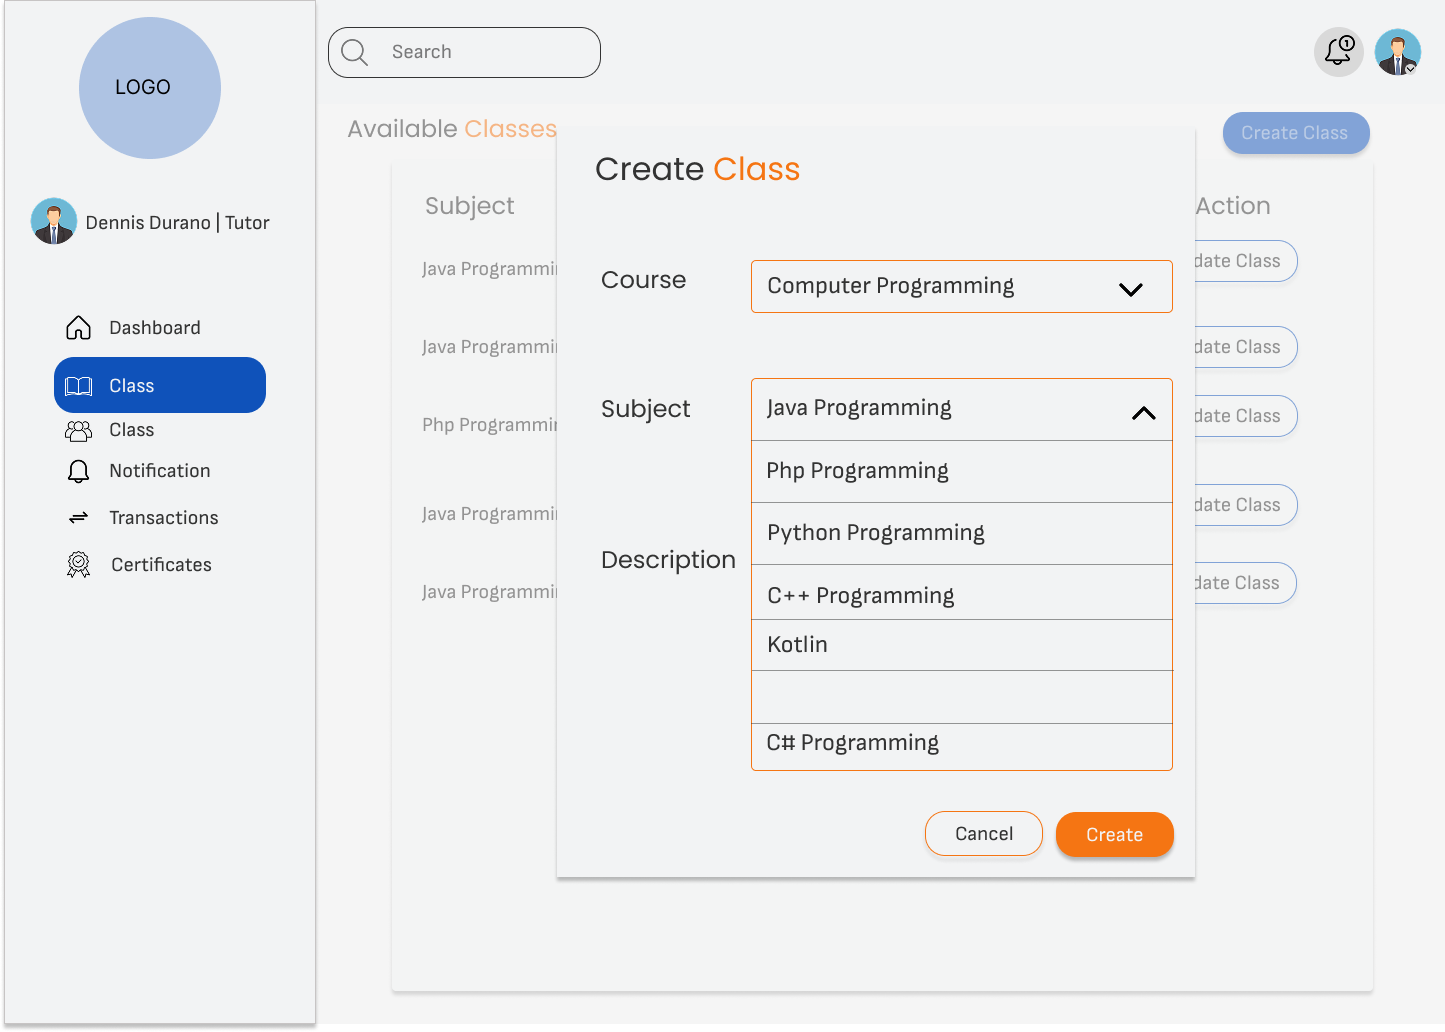 LOGO
Dennis Durano | Tutor
Dashboard
Class
Class
Notification
Transactions
Certificates
Search
1
Available Classes
Create Class
Subject
Action
Java Programmi
date Class
Java Programmi
date Class
Php Programmin
date Class
Java Programmi
date Class
Java Programmi
date Class
Create Class
Course
Computer Programming
Subject
Java Programming
Php Programming
Python Programming
Description
C++ Programming
Kotlin
C# Programming
Cancel
Create